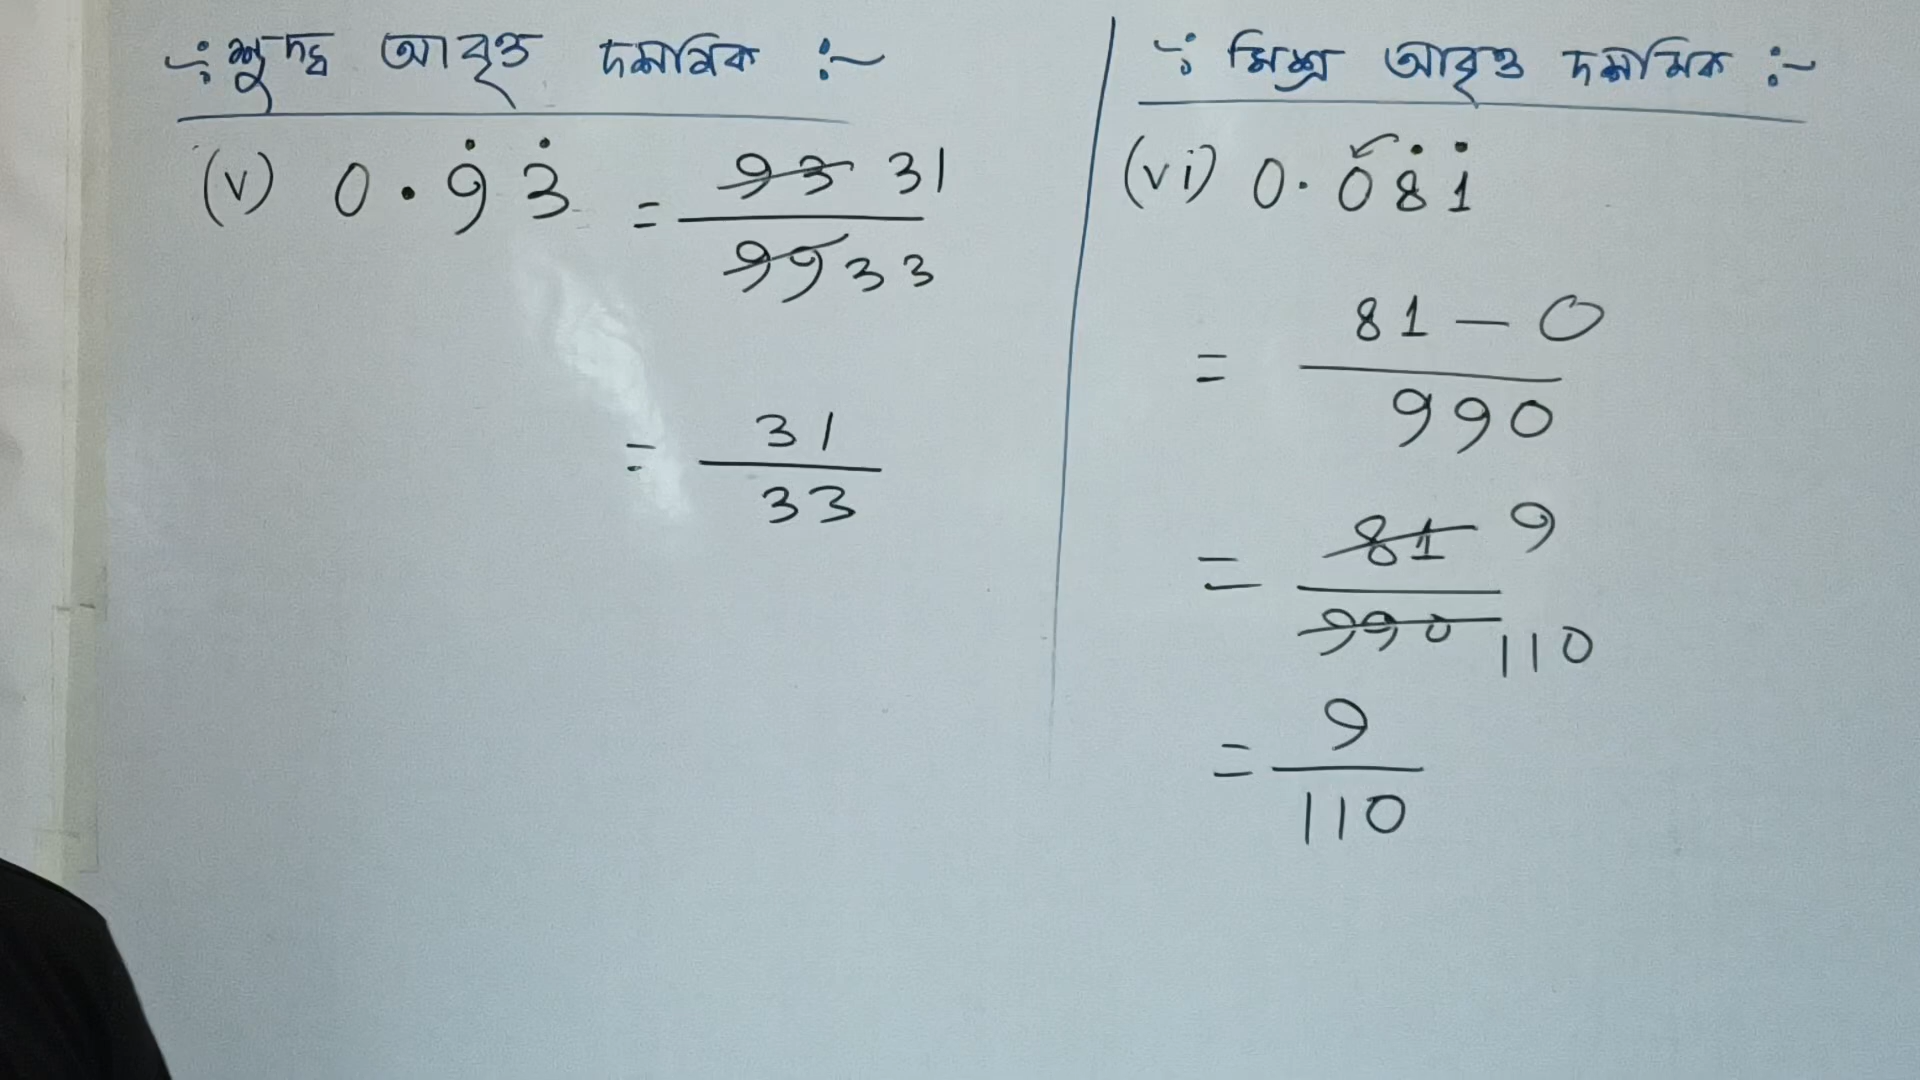 শুদ্ধ আবৃত্ত দশমিক :~
(v) 0.9̇3̇ = 93 31
99 33
= 31
33
মিশ্র আবৃত্ত দশমিক :~
(vi) 0.08̇1̇
= 81 - 0
990
= 81 9
990 110
= 9
110